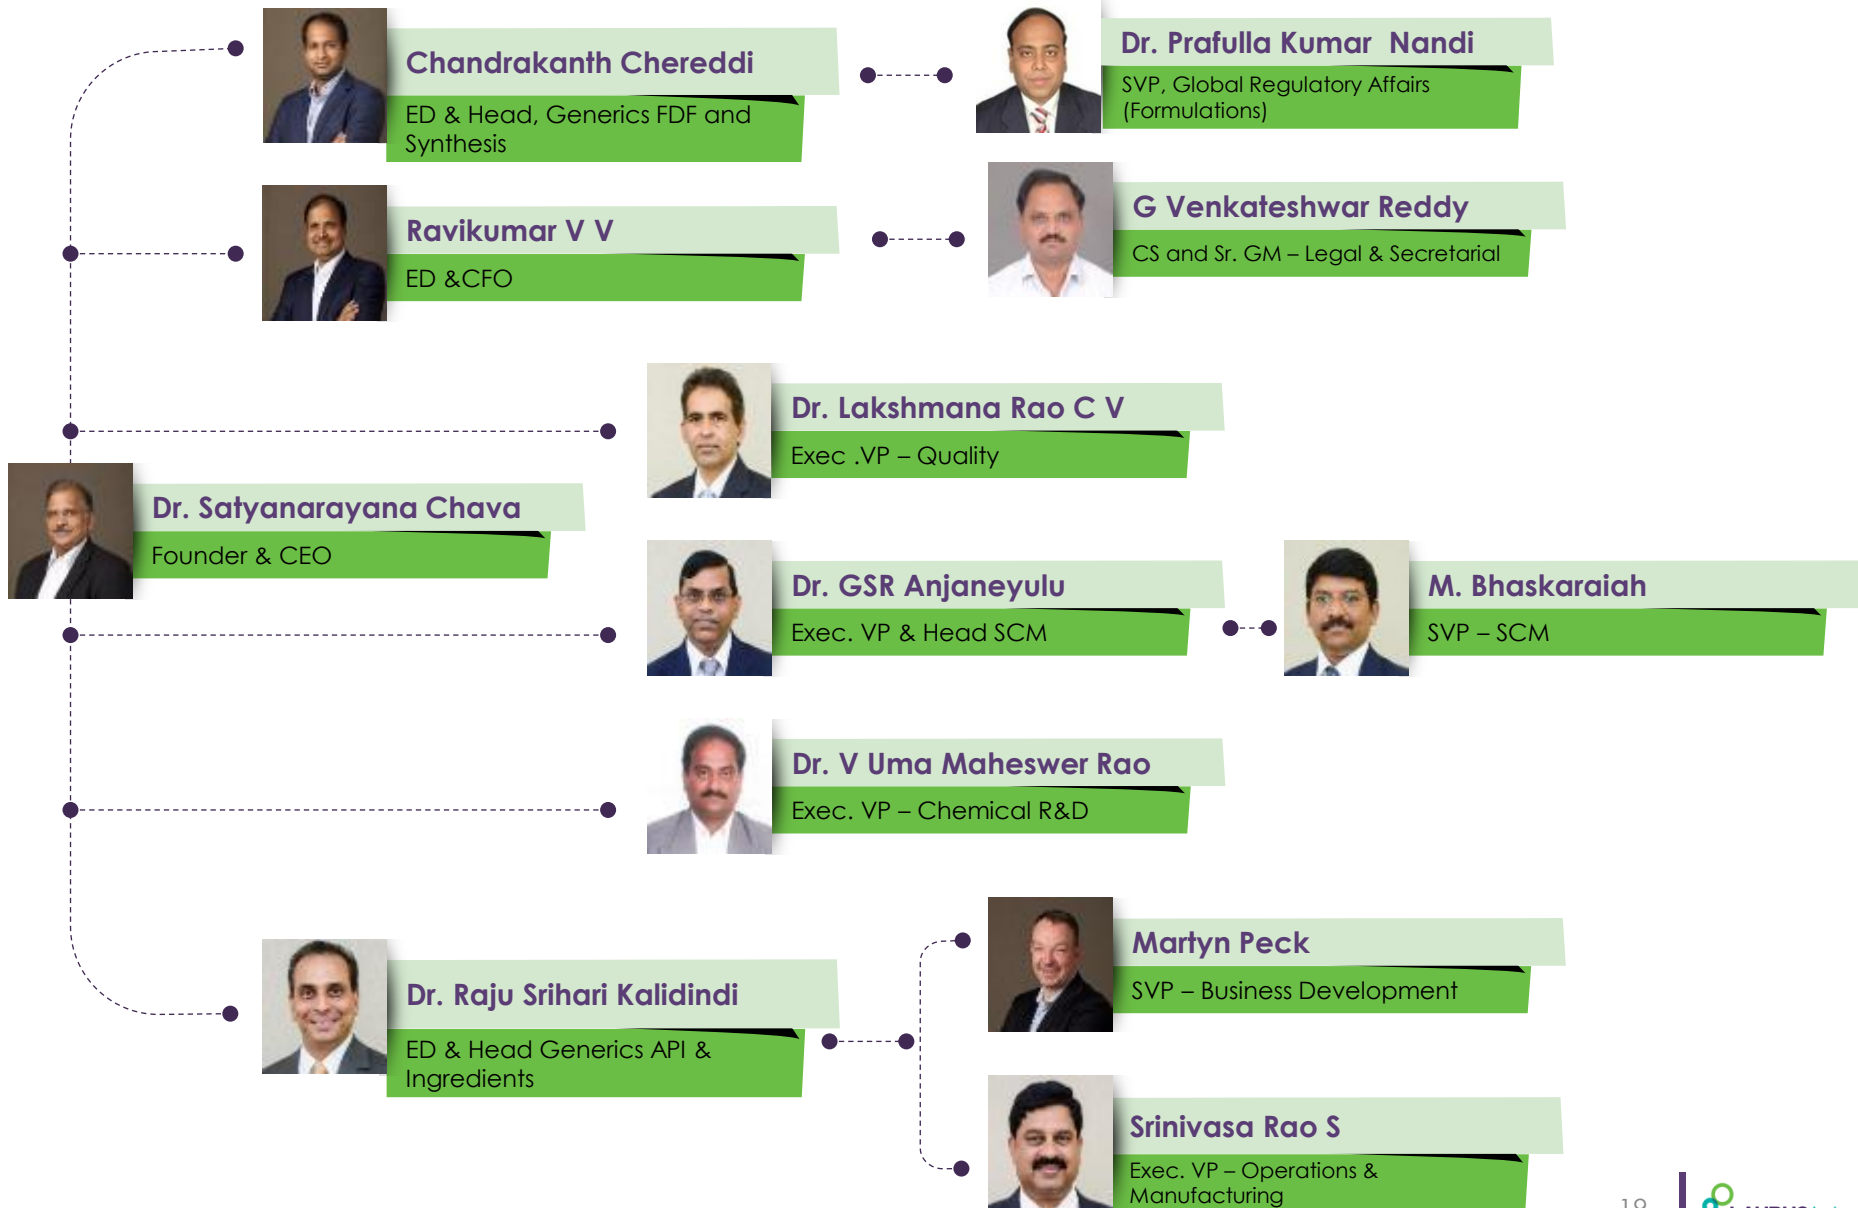 Chandrakanth Chereddi
ED & Head, Generics FDF and
Synthesis
Dr. Prafulla Kumar Nandi
SVP, Global Regulatory Affairs
(Formulations)
Ravikumar V V
ED &CFO
G Venkateshwar Reddy
CS and Sr. GM – Legal & Secretarial
Dr. Lakshmana Rao C V
Exec .VP – Quality
Dr. Satyanarayana Chava
Founder & CEO
Dr. GSR Anjaneyulu
Exec. VP & Head SCM
M. Bhaskaraiah
SVP – SCM
Dr. V Uma Maheswer Rao
Exec. VP – Chemical R&D
Dr. Raju Srihari Kalidindi
ED & Head Generics API &
Ingredients
Martyn Peck
SVP – Business Development
Srinivasa Rao S
Exec. VP – Operations &
Manufacturing